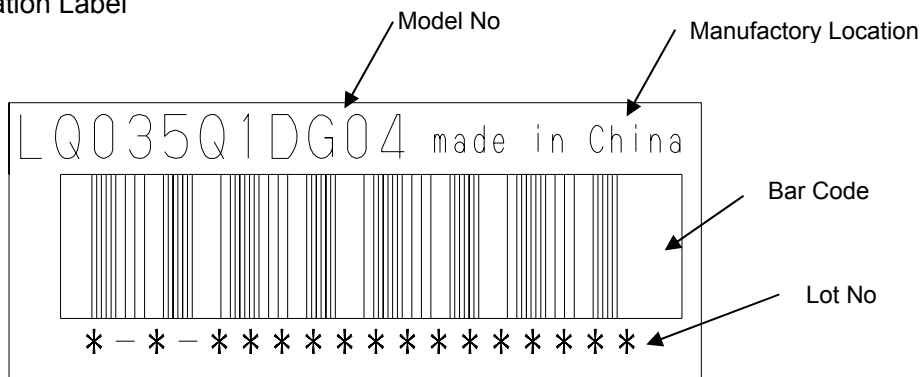 ation Label
Model No
Manufactory Location
LQ035Q1DG04 made in China
Bar Code
Lot No
*-*-**************